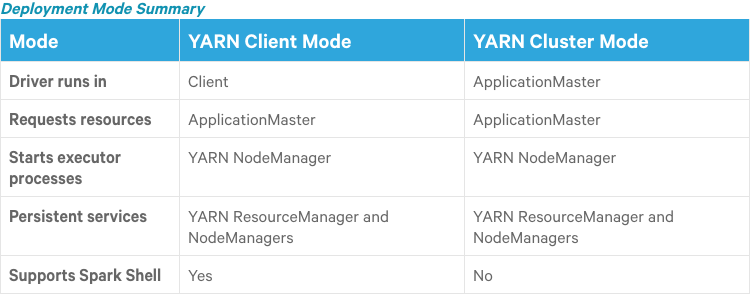 Deployment Mode Summary
Mode YARN Client Mode YARN Cluster Mode
Driver runs in Client ApplicationMaster
Requests resources ApplicationMaster ApplicationMaster
Starts executor YARN NodeManager YARN NodeManager
processes
Persistent services YARN ResourceManager and YARN ResourceManager and
NodeManagers NodeManagers
Supports Spark Shell Yes No